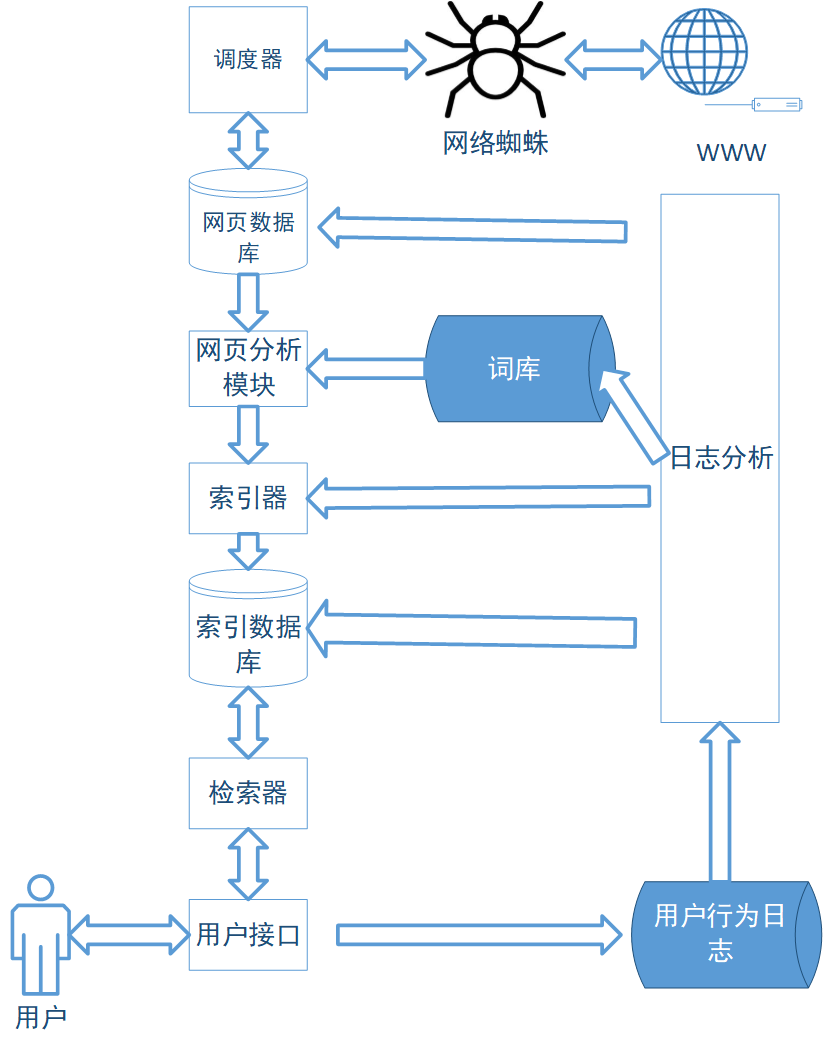 调度器
网络蜘蛛
WWW
网页数据
库
网页分析
模块
词库
日志分析
索引器
索引数据
库
检索器
用户接口
用户行为日
志
用户